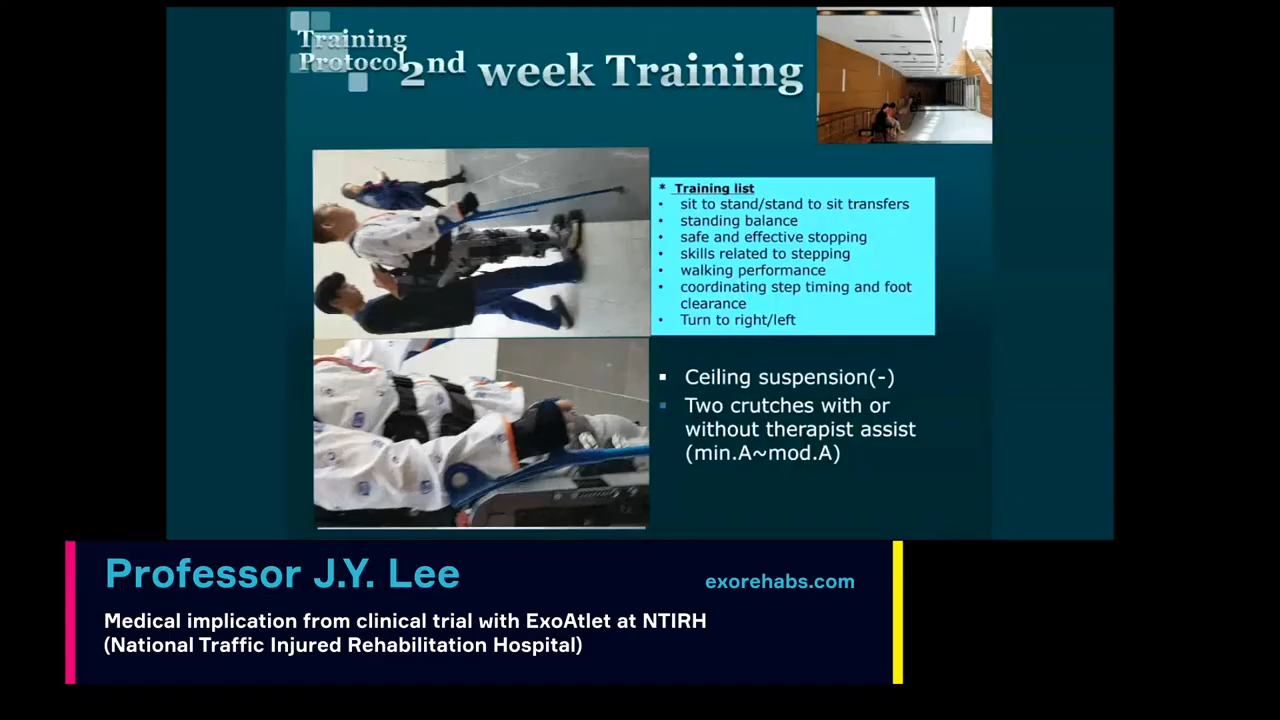 Training
Protocol
2nd week Training
* Training list
• sit to stand/stand to sit transfers
• standing balance
• safe and effective stopping
• skills related to stepping
• walking performance
• coordinating step timing and foot
clearance
• Turn to right/left
▪ Ceiling suspension(-)
▪ Two crutches with or
without therapist assist
(min.A~mod.A)
Professor J.Y. Lee
exorehabs.com
Medical implication from clinical trial with ExoAtlet at NTIRH
(National Traffic Injured Rehabilitation Hospital)